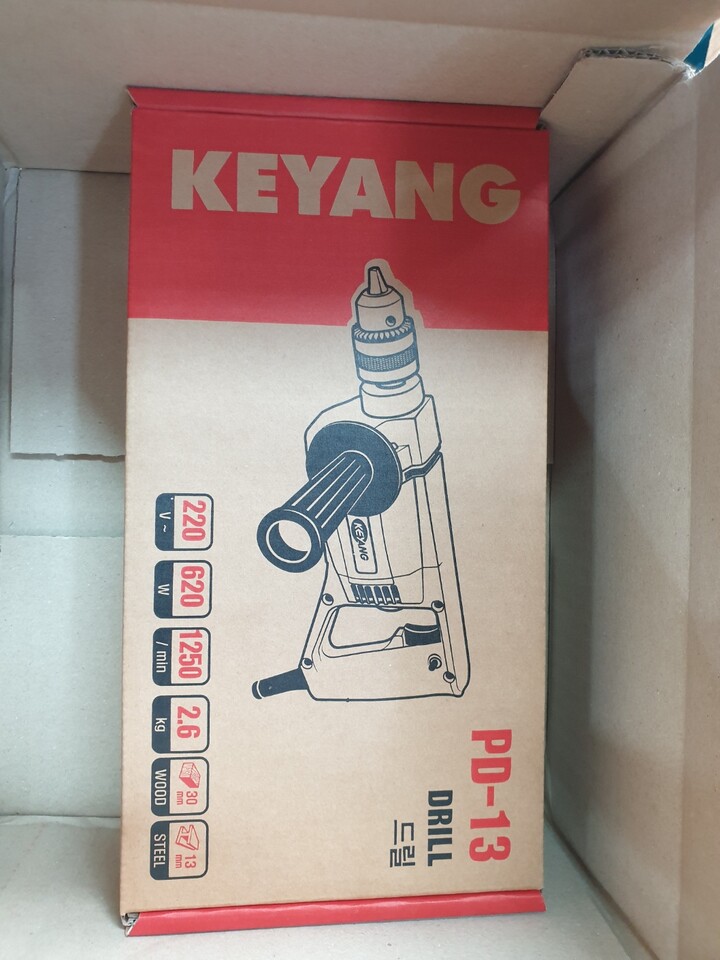 KEYANG
KEYANG
PD-13
DRILL
드릴
220
V ~
620
W
1250
/ min
2.6
kg
30
mm
WOOD
13
mm
STEEL